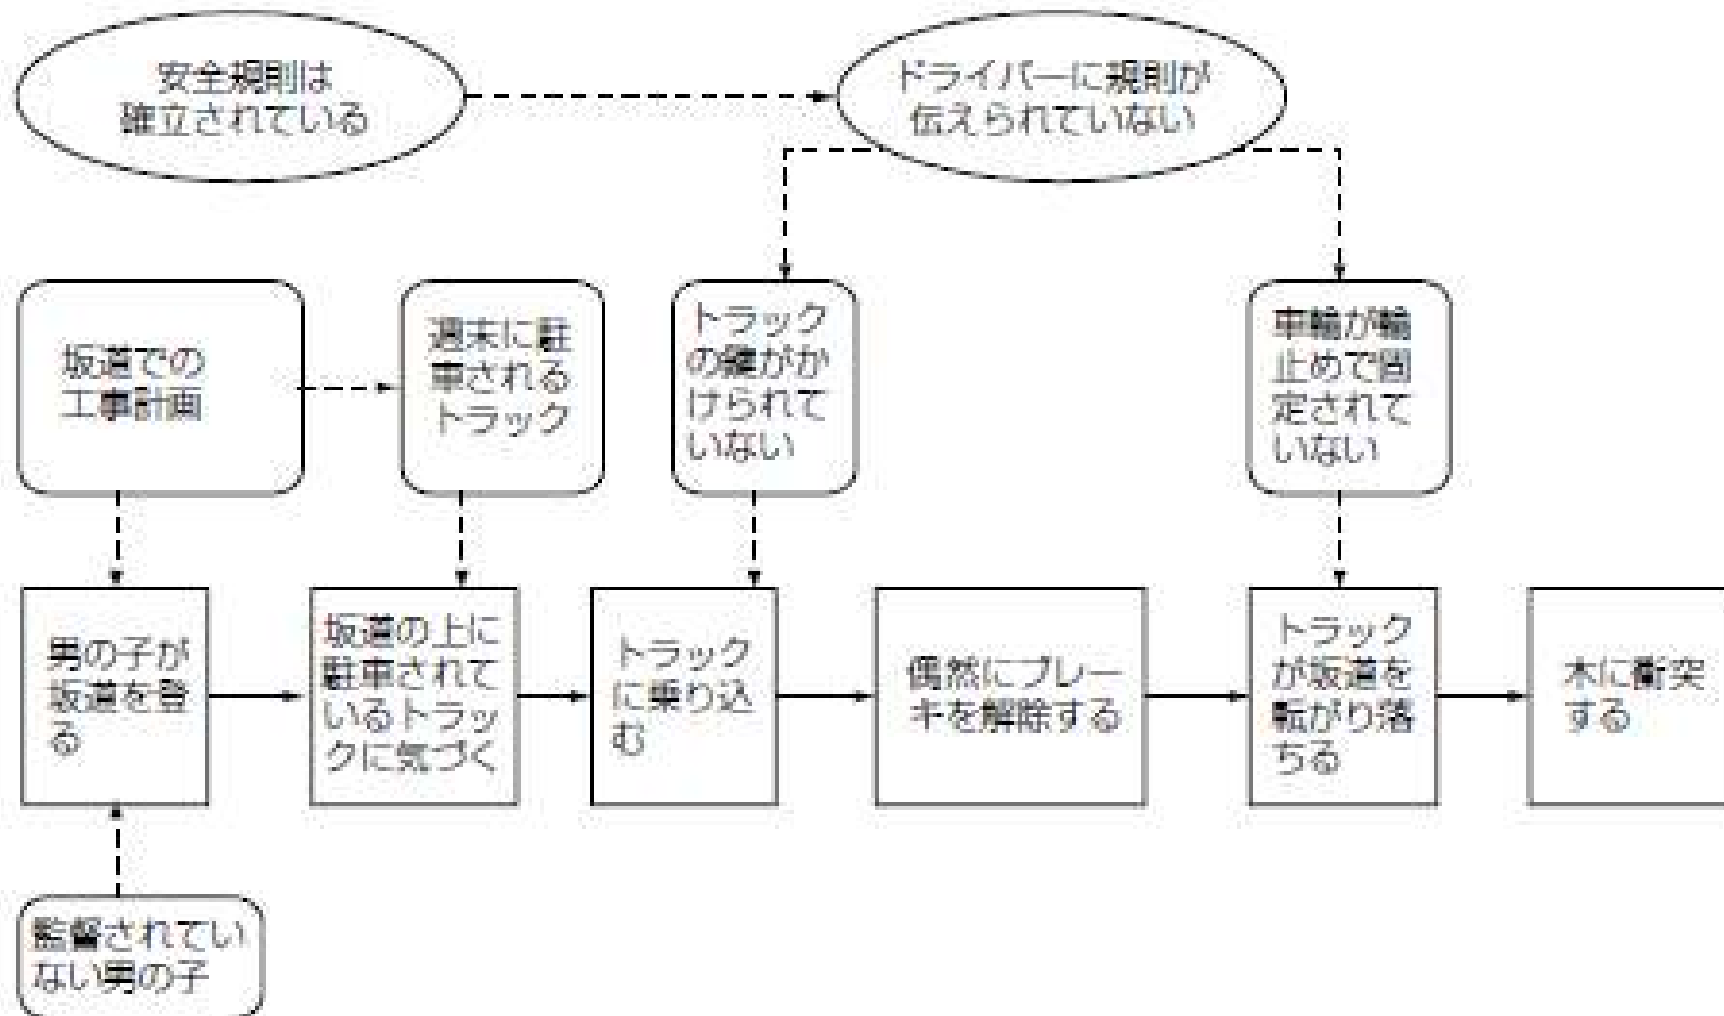 安全規則は
確立されている
ドライバーに規則が
伝えられていない
坂道での
工事計画
週末に駐
車される
トラック
トラック
の鍵がか
けられて
いない
車輪が輪
止めで固
定されて
いない
男の子が
坂道を登
る
坂道の上に
駐車されて
いるトラッ
クに気づく
トラック
に乗り込
む
偶然にブレー
キを解除する
トラック
が坂道を
転がり落
ちる
木に衝突
する
監督されてい
ない男の子